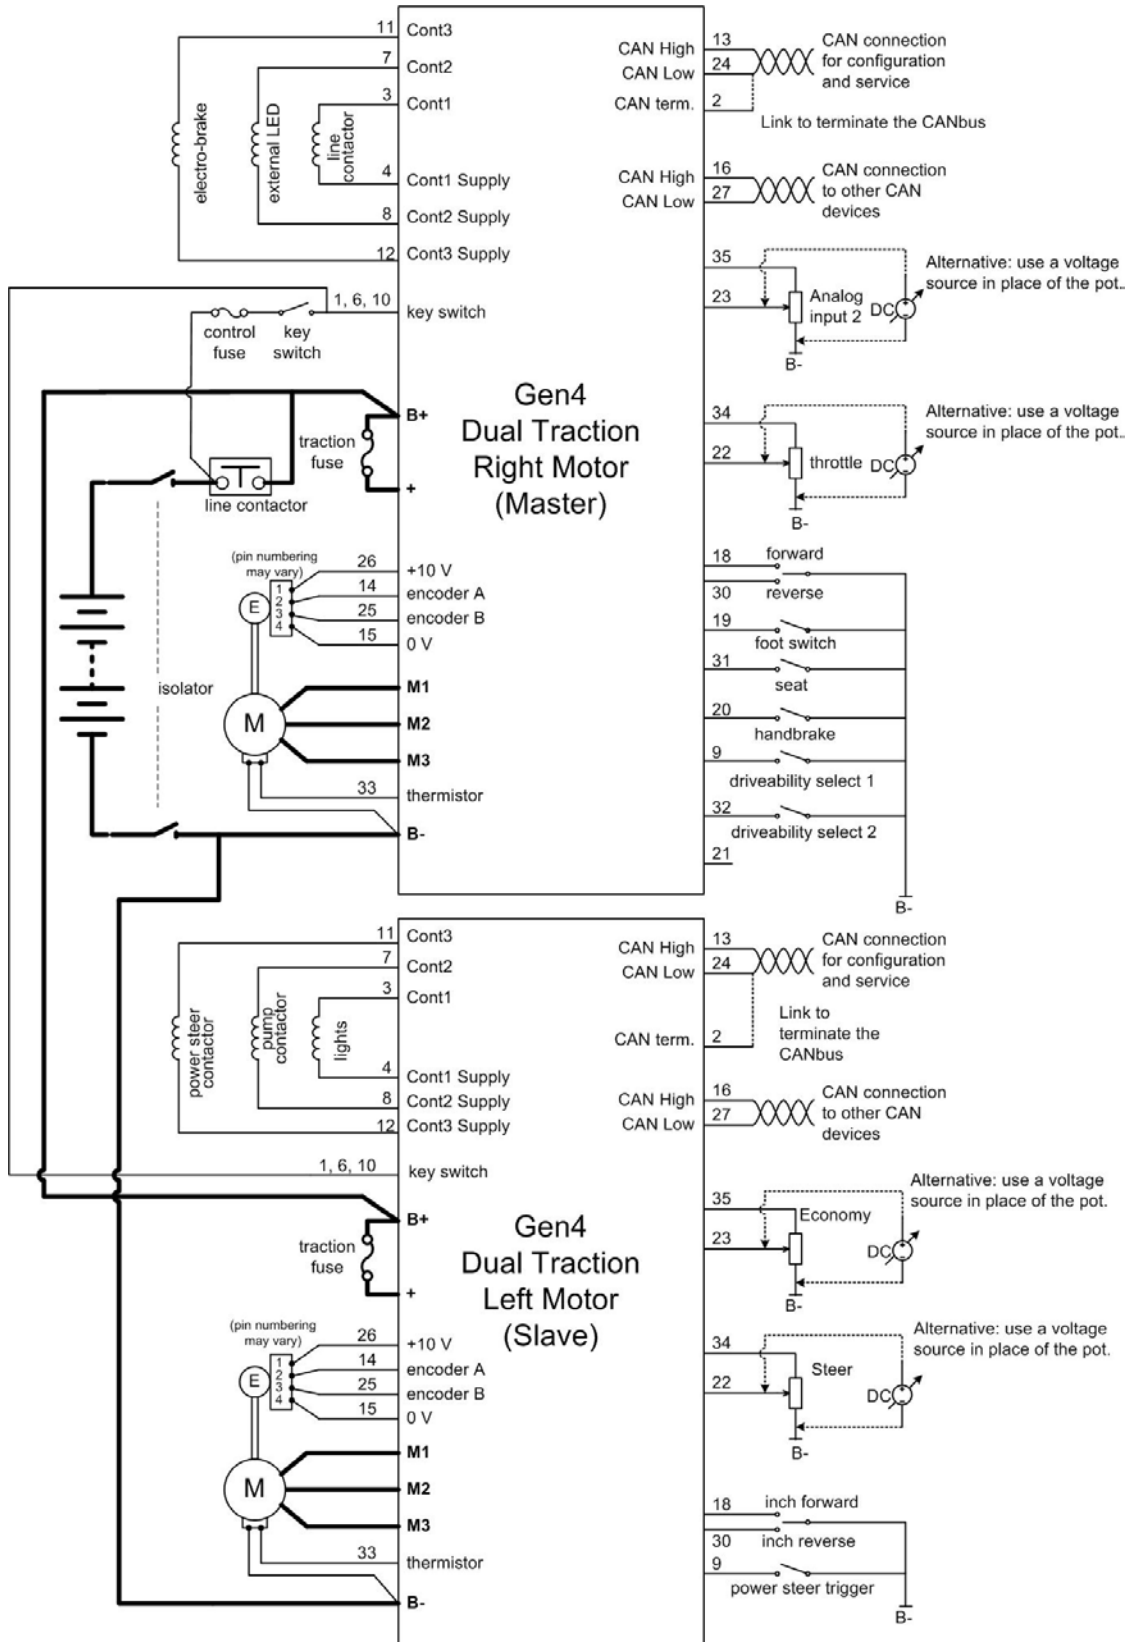 11 Cont3
7 Cont2
3 Cont1
electro-brake
external LED
line
contactor
4 Cont1 Supply
8 Cont2 Supply
12 Cont3 Supply
1, 6, 10 key switch
control
fuse
key
switch
B+
traction
fuse
+
line contactor
(pin numbering
may vary)
26 +10 V
14 encoder A
25 encoder B
15 0 V
1
2
3
4
E
M1
M
M2
M3
isolator
33 thermistor
B-
Gen4
Dual Traction
Right Motor
(Master)
CAN High 13
CAN Low 24
CAN term. 2
CAN connection
for configuration
and service
Link to terminate the CANbus
CAN High 16
CAN Low 27
CAN connection
to other CAN
devices
35
23
Analog
input 2
DC
B-
Alternative: use a voltage
source in place of the pot..
34
22
throttle
DC
B-
Alternative: use a voltage
source in place of the pot..
18 forward
30 reverse
19
foot switch
31
seat
20
handbrake
9
driveability select 1
32
driveability select 2
21
B-
11 Cont3
7 Cont2
3 Cont1
power steer
contactor
pump
contactor
lights
4 Cont1 Supply
8 Cont2 Supply
12 Cont3 Supply
1, 6, 10 key switch
B+
traction
fuse
+
(pin numbering
may vary)
26 +10 V
14 encoder A
25 encoder B
15 0 V
1
2
3
4
E
M1
M
M2
M3
33 thermistor
B-
Gen4
Dual Traction
Left Motor
(Slave)
CAN High 13
CAN Low 24
CAN term. 2
CAN connection
for configuration
and service
Link to
terminate the
CANbus
CAN High 16
CAN Low 27
CAN connection
to other CAN
devices
35
23
Economy
DC
B-
Alternative: use a voltage
source in place of the pot.
34
22
Steer
DC
B-
Alternative: use a voltage
source in place of the pot.
18 inch forward
30 inch reverse
9
power steer trigger
B-